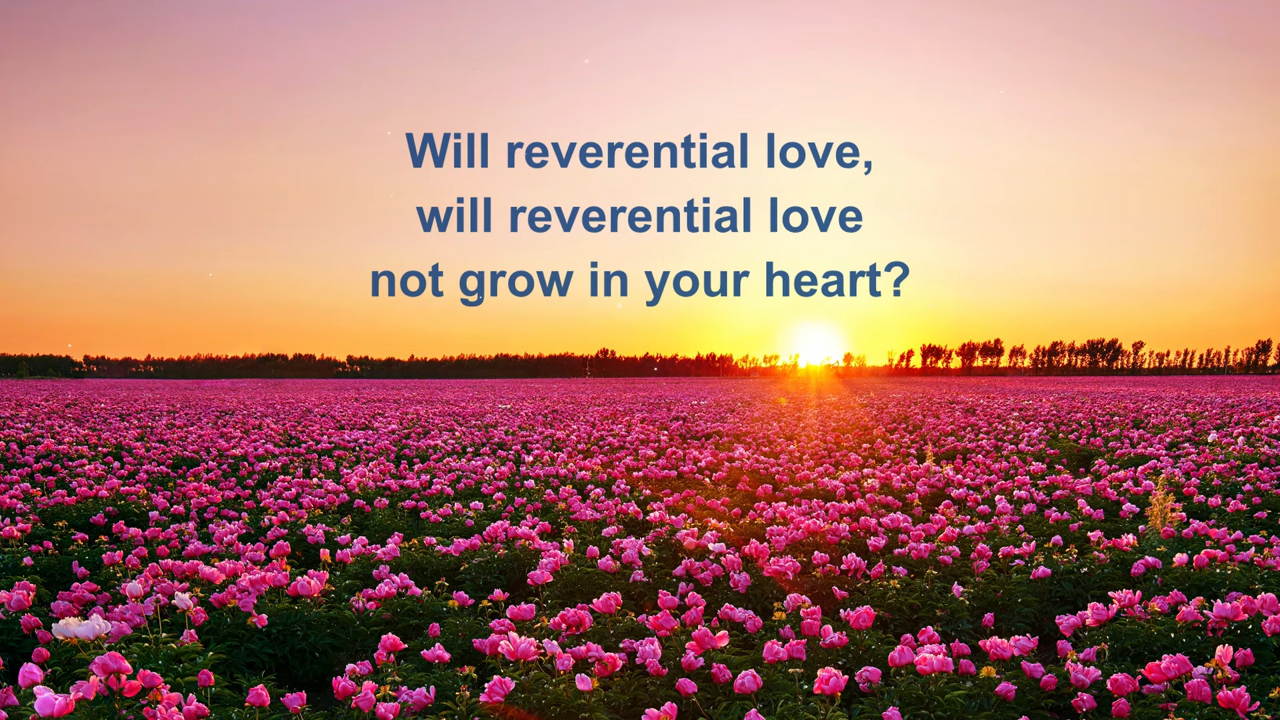 Will reverential love,
will reverential love
not grow in your heart?